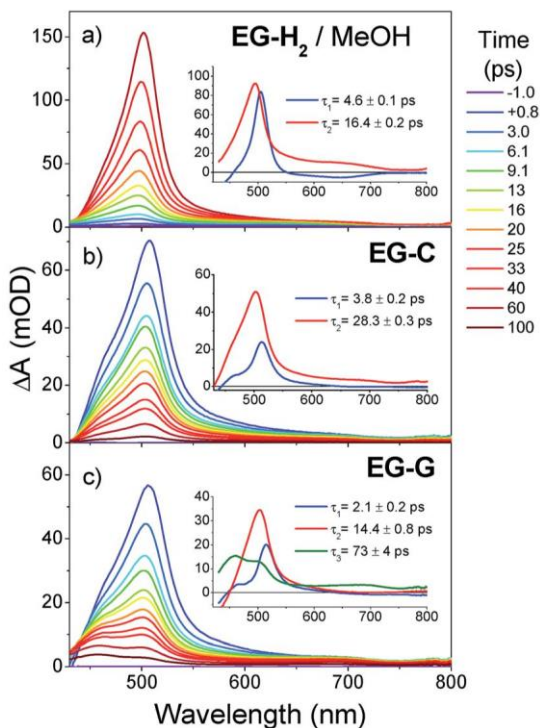 a) EG-H₂ / MeOH
τ₁ = 4.6 ± 0.1 ps
τ₂ = 16.4 ± 0.2 ps
100
80
60
40
20
0
500 600 700 800
150
100
50
0
b) EG-C
τ₁= 3.8 ± 0.2 ps
τ₂ = 28.3 ± 0.3 ps
60
40
20
0
500 600 700 800
60
40
20
0
c) EG-G
τ₁= 2.1 ± 0.2 ps
τ₂ = 14.4 ± 0.8 ps
τ₃ = 73 ± 4 ps
40
30
20
10
0
500 600 700 800
60
40
20
0
500 600 700 800
ΔA (mOD)
Wavelength (nm)
Time
(ps)
-1.0
+0.8
3.0
6.1
9.1
13
16
20
25
33
40
60
100